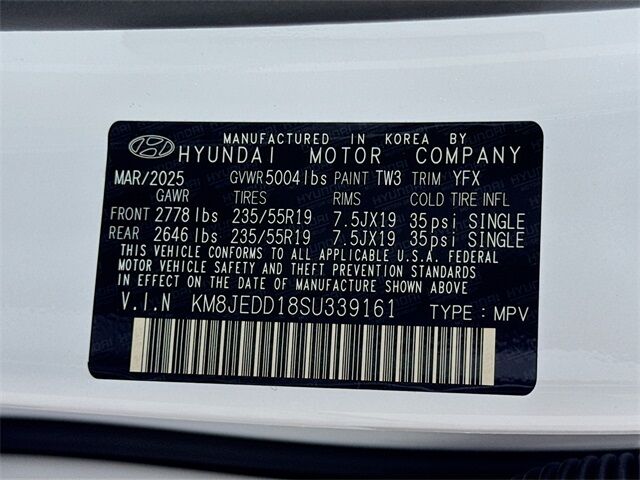 MANUFACTURED IN KOREA BY
HYUNDAI MOTOR COMPANY
MAR/2025 GVWR 5004 lbs PAINT TW3 TRIM YFX
GAWR TIRES RIMS COLD TIRE INFL
FRONT 2778 lbs 235/55R19 7.5JX19 35psi SINGLE
REAR 2646 lbs 235/55R19 7.5JX19 35psi SINGLE
THIS VEHICLE CONFORMS TO ALL APPLICABLE U.S.A. FEDERAL
MOTOR VEHICLE SAFETY, BUMPER, AND THEFT PREVENTION
STANDARDS IN EFFECT ON THE DATE OF MANUFACTURE SHOWN ABOVE
V.I.N KM8JEDD18SU339161 TYPE : MPV